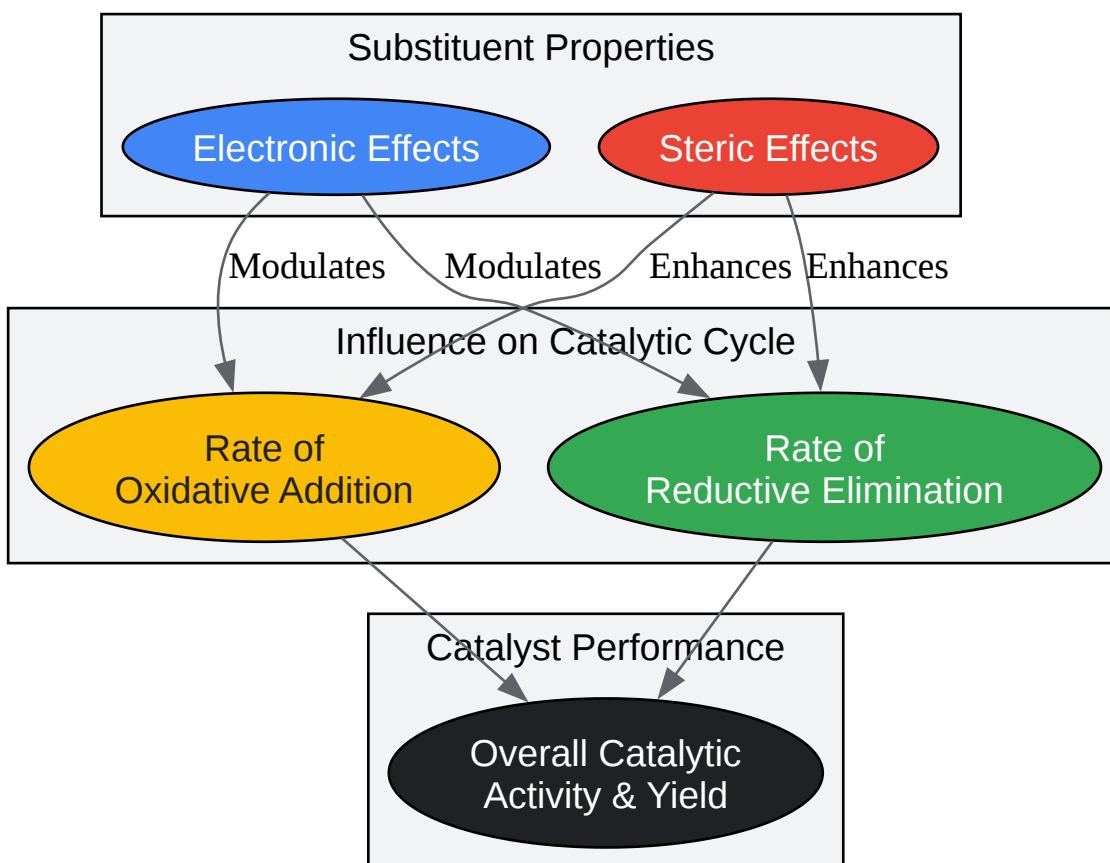 Substituent Properties
Electronic Effects
Steric Effects
Modulates
Modulates
Enhances
Enhances
Influence on Catalytic Cycle
Rate of
Oxidative Addition
Rate of
Reductive Elimination
Catalyst Performance
Overall Catalytic
Activity & Yield